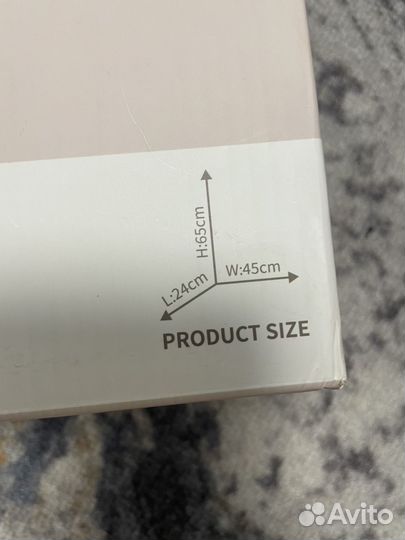 H:65cm
L:24cm
W:45cm
PRODUCT SIZE
Avito